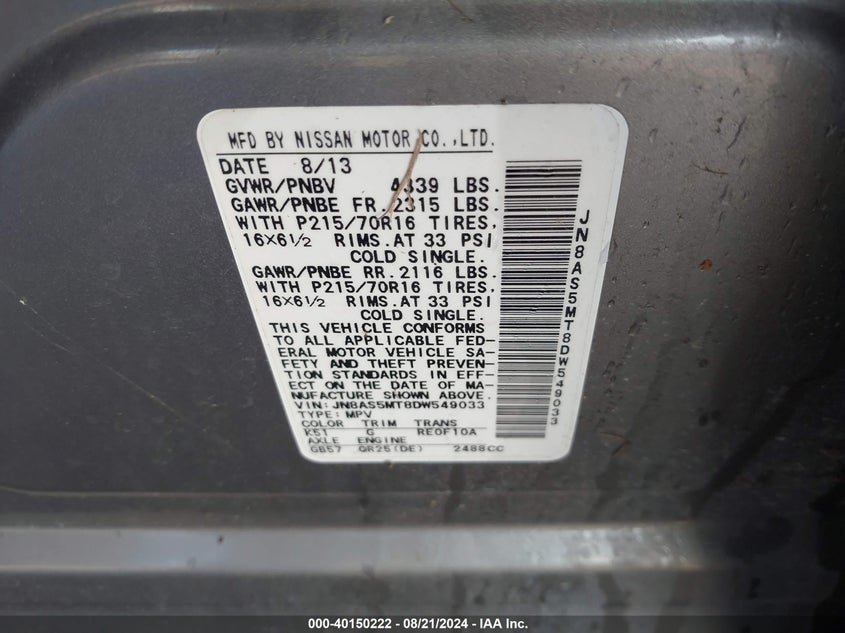 MFD BY NISSAN MOTOR CO.,LTD.
DATE 8/13
GVWR/PNBV 4339 LBS.
GAWR/PNBE FR. 2315 LBS.
WITH P215/70R16 TIRES,
16X6½ RIMS.AT 33 PSI
COLD SINGLE.
GAWR/PNBE RR. 2116 LBS.
WITH P215/70R16 TIRES,
16X6½ RIMS.AT 33 PSI
COLD SINGLE.
THIS VEHICLE CONFORMS
TO ALL APPLICABLE FED-
ERAL MOTOR VEHICLE SA-
FETY AND THEFT PREVEN-
TION STANDARDS IN EFF-
ECT ON THE DATE OF MA-
NUFACTURE SHOWN ABOVE.
VIN: JN8AS5MT8DW549033
TYPE: MPV
COLOR TRIM TRANS
K51 G RE0F10A
AXLE ENGINE
GB57 QR25(DE) 2488CC
JN8AS5MT8DW549033
000-40150222 - 08/21/2024 - IAA Inc.